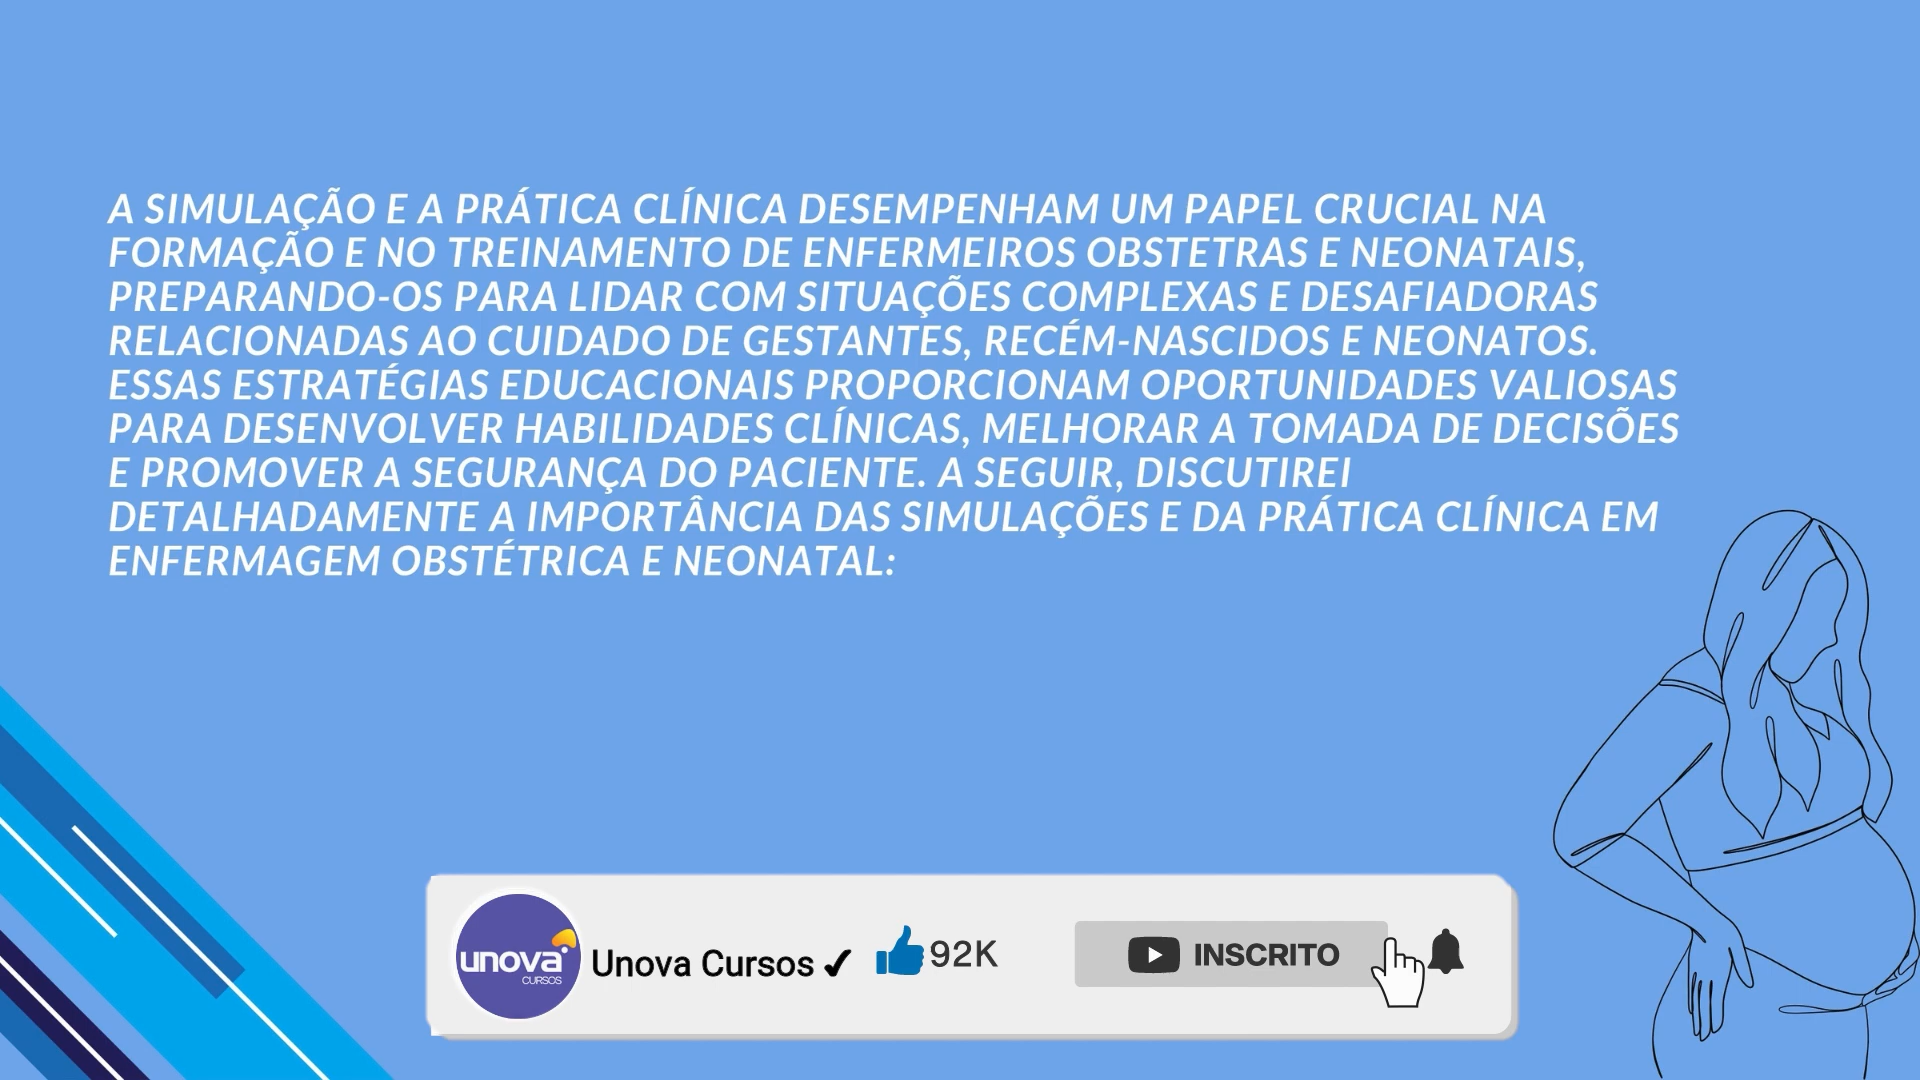 A SIMULAÇÃO E A PRÁTICA CLÍNICA DESEMPENHAM UM PAPEL CRUCIAL NA
FORMAÇÃO E NO TREINAMENTO DE ENFERMEIROS OBSTETRAS E NEONATAIS,
PREPARANDO-OS PARA LIDAR COM SITUAÇÕES COMPLEXAS E DESAFIADORAS
RELACIONADAS AO CUIDADO DE GESTANTES, RECÉM-NASCIDOS E NEONATOS.
ESSAS ESTRATÉGIAS EDUCACIONAIS PROPORCIONAM OPORTUNIDADES VALIOSAS
PARA DESENVOLVER HABILIDADES CLÍNICAS, MELHORAR A TOMADA DE DECISÕES
E PROMOVER A SEGURANÇA DO PACIENTE. A SEGUIR, DISCUTIREI
DETALHADAMENTE A IMPORTÂNCIA DAS SIMULAÇÕES E DA PRÁTICA CLÍNICA EM
ENFERMAGEM OBSTÉTRICA E NEONATAL:
unova
CURSOS
Unova Cursos ✔
92K
INSCRITO